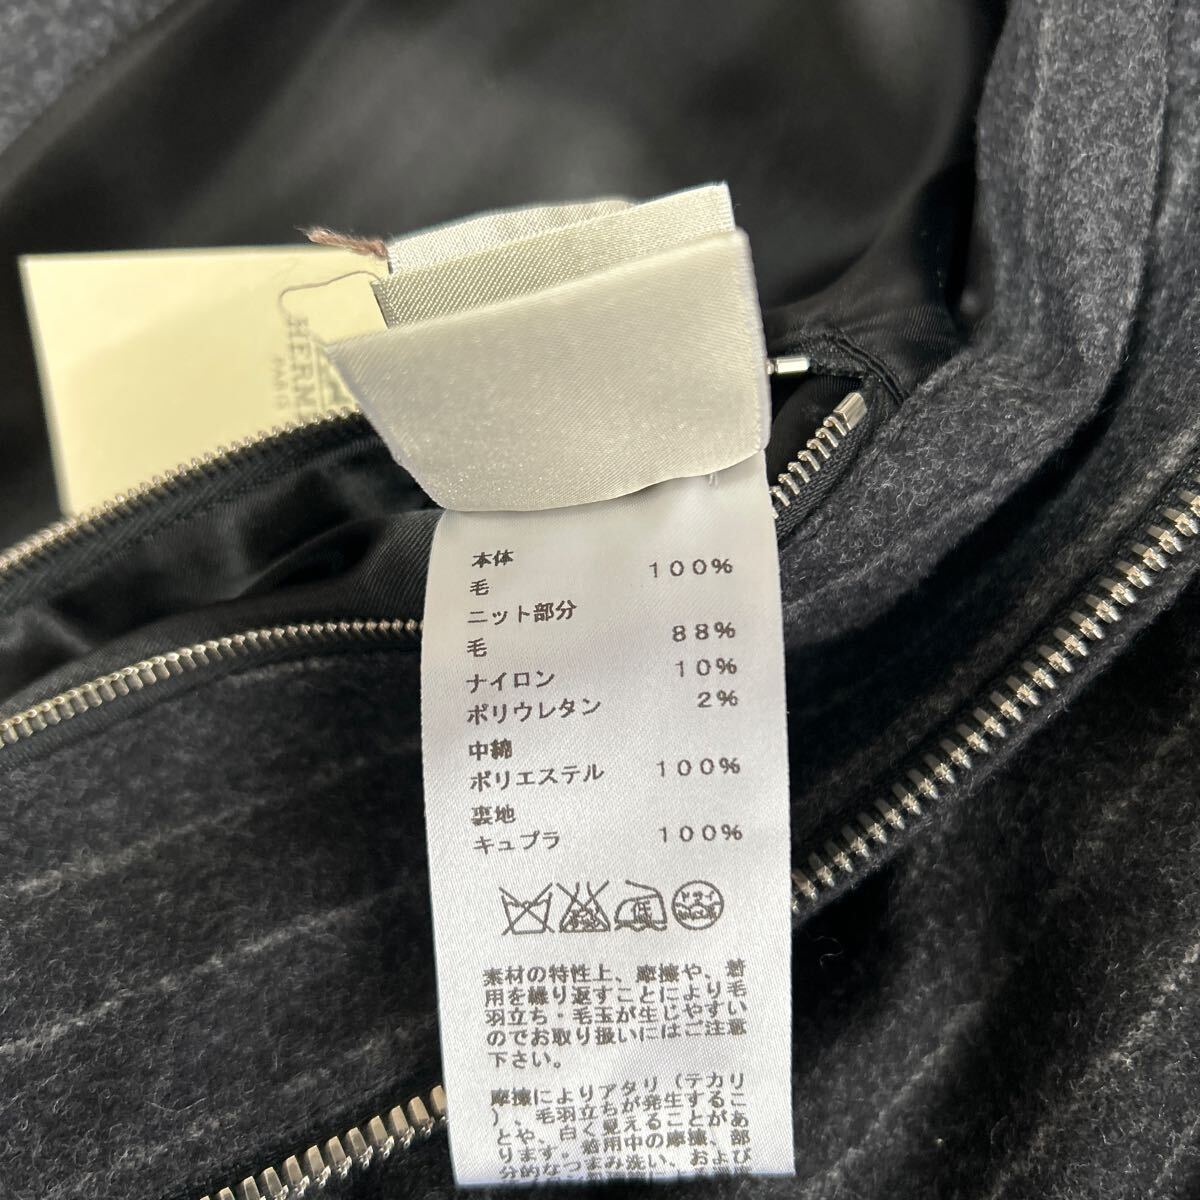 本体
毛 100%
ニット部分
毛 88%
ナイロン 10%
ポリウレタン 2%
中綿
ポリエステル 100%
裏地
キュプラ 100%
素材の特性上、摩擦や、着
用を繰り返すことにより毛
羽立ち・毛玉が生じやすい
のでお取り扱いにはご注意
下さい。
摩擦によりアタリ（テカリ
）、毛羽立ちが発生するこ
とや、白く見えることがあ
ります・着用中の摩擦、部
分的なつまみ洗い、および
PARIS